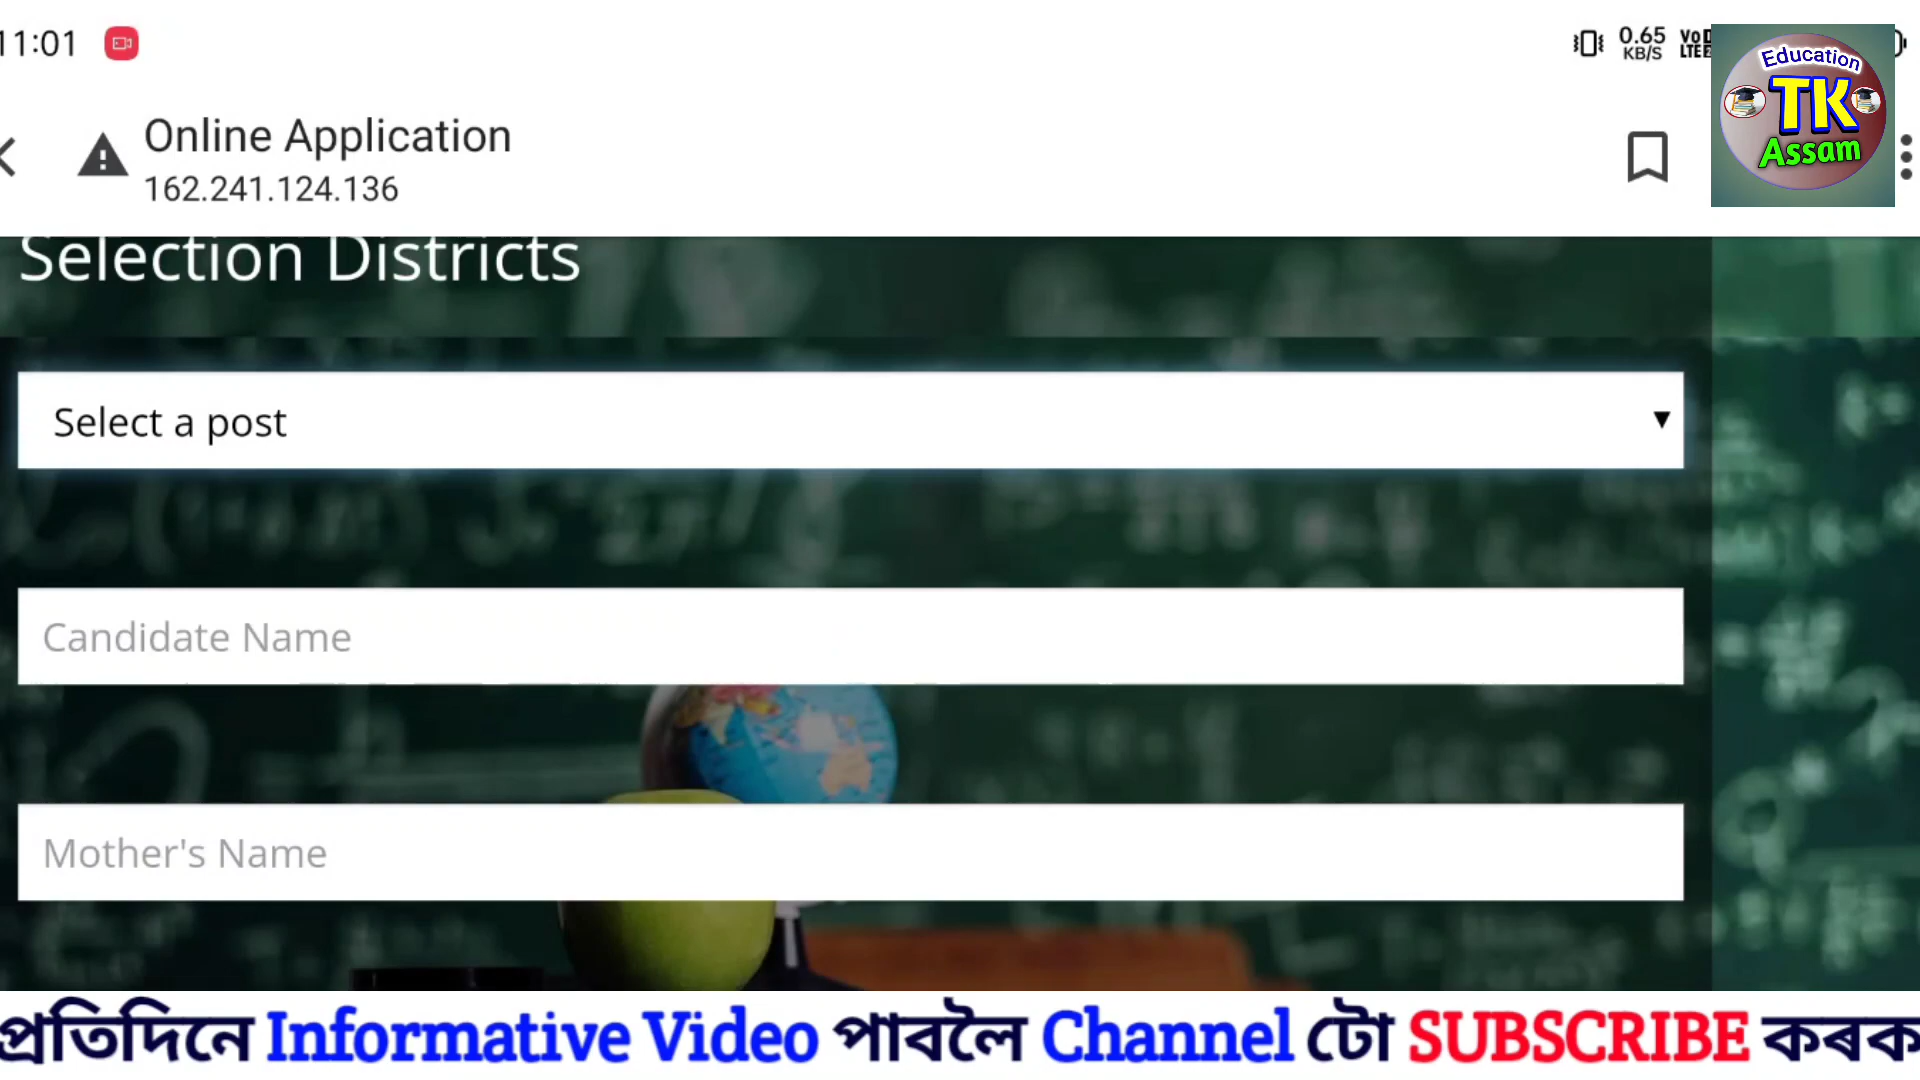 11:01
0.65
KB/S
Education
TK
Assam
Online Application
162.241.124.136
Selection Districts
Select a post
Candidate Name
Mother's Name
প্ৰতিদিনে Informative Video পাবলৈ Channel টো SUBSCRIBE কৰক